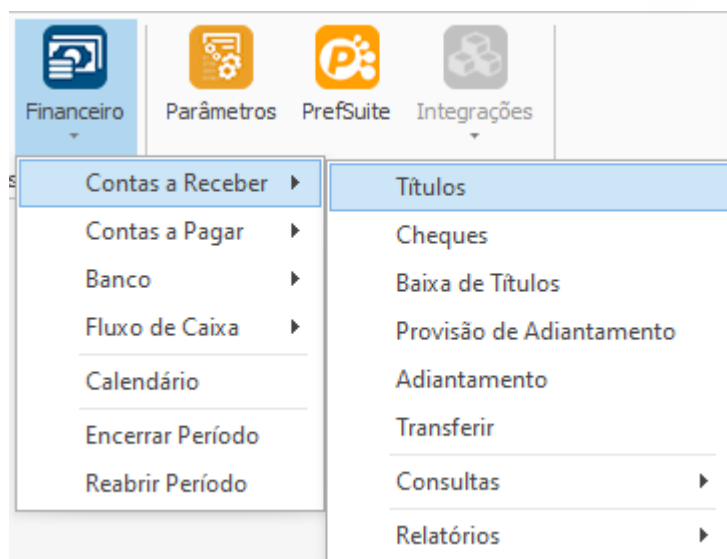 Financeiro
Parâmetros
PrefSuite
Integrações
Contas a Receber
Contas a Pagar
Banco
Fluxo de Caixa
Calendário
Encerrar Período
Reabrir Período
Títulos
Cheques
Baixa de Títulos
Provisão de Adiantamento
Adiantamento
Transferir
Consultas
Relatórios